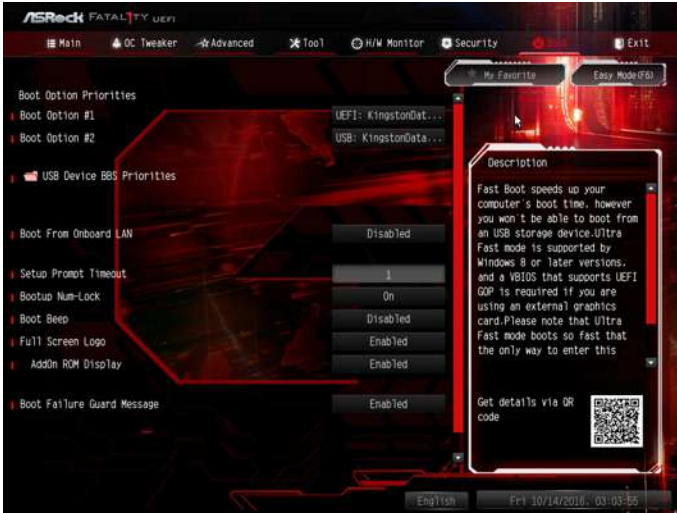 ASRock FATAL1TY UEFI
Main OC Tweaker Advanced Tool H/W Monitor Security Boot Exit
My Favorite Easy Mode(F6)
Boot Option Priorities
Boot Option #1 UEFI: KingstonDat...
Boot Option #2 USB: KingstonData...
USB Device BBS Priorities
Boot From Onboard LAN Disabled
Setup Prompt Timeout 1
Bootup Num-Lock On
Boot Beep Disabled
Full Screen Logo Enabled
AddOn ROM Display Enabled
Boot Failure Guard Message Enabled
Description
Fast Boot speeds up your
computer's boot time, however
you won't be able to boot from
an USB storage device.Ultra
Fast mode is supported by
Windows 8 or later versions,
and a VBIOS that supports UEFI
GOP is required if you are
using an external graphics
card.Please note that Ultra
Fast mode boots so fast that
the only way to enter this
Get details via QR
code
English Fri 10/14/2016, 03:03:55